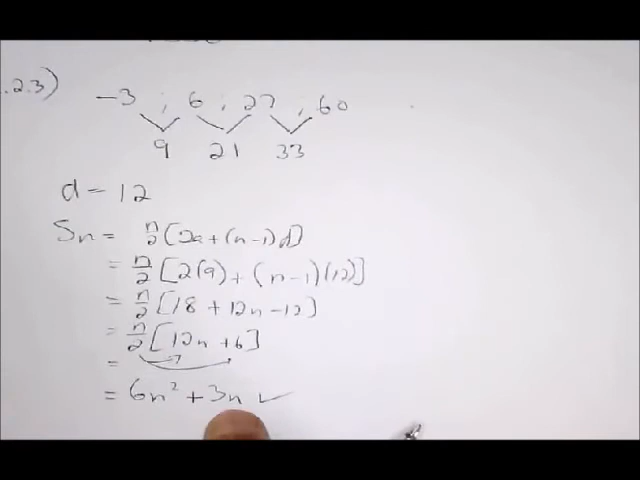 .2.3)
-3 ; 6 ; 27 ; 60
9 21 33
d = 12
Sn = n/2 [2a + (n-1)d]
= n/2 [2(9) + (n-1)(12)]
= n/2 [18 + 12n - 12]
= n/2 [12n + 6]
=
= 6n² + 3n ✓